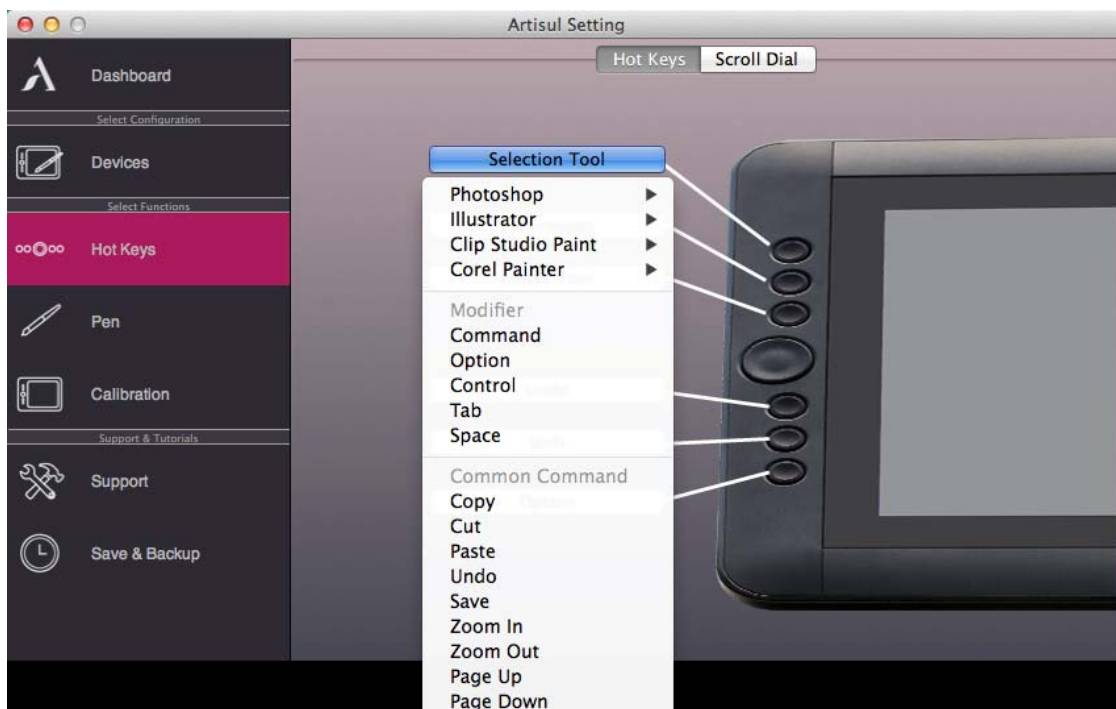 Artisul Setting
Dashboard
Select Configuration
Devices
Select Functions
Hot Keys
Pen
Calibration
Support & Tutorials
Support
Save & Backup
Hot Keys
Scroll Dial
Selection Tool
Photoshop
Illustrator
Clip Studio Paint
Corel Painter
Modifier
Command
Option
Control
Tab
Space
Common Command
Copy
Cut
Paste
Undo
Save
Zoom In
Zoom Out
Page Up
Page Down